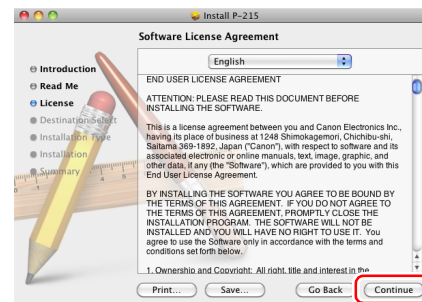 Install P-215
Software License Agreement
English
Introduction
Read Me
License
Destination Select
Installation Type
Installation
Summary
END USER LICENSE AGREEMENT
ATTENTION: PLEASE READ THIS DOCUMENT BEFORE
INSTALLING THE SOFTWARE.
This is a license agreement between you and Canon Electronics Inc.,
having its place of business at 1248 Shimokagemori, Chichibu-shi,
Saitama 369-1892, Japan ("Canon"), with respect to software and its
associated electronic or online manuals, text, image, graphic, and
other data, if any (the "Software"), which are provided to you with this
End User License Agreement.
BY INSTALLING THE SOFTWARE YOU AGREE TO BE BOUND BY
THE TERMS OF THIS AGREEMENT. IF YOU DO NOT AGREE TO
THE TERMS OF THIS AGREEMENT, PROMPTLY CLOSE THE
INSTALLATION PROGRAM. THE SOFTWARE WILL NOT BE
INSTALLED AND YOU WILL HAVE NO RIGHT TO USE IT. You
agree to use the Software only in accordance with the terms and
conditions set forth below.
1. Ownership and Copyright: All right, title and interest in the
Print...
Save...
Go Back
Continue